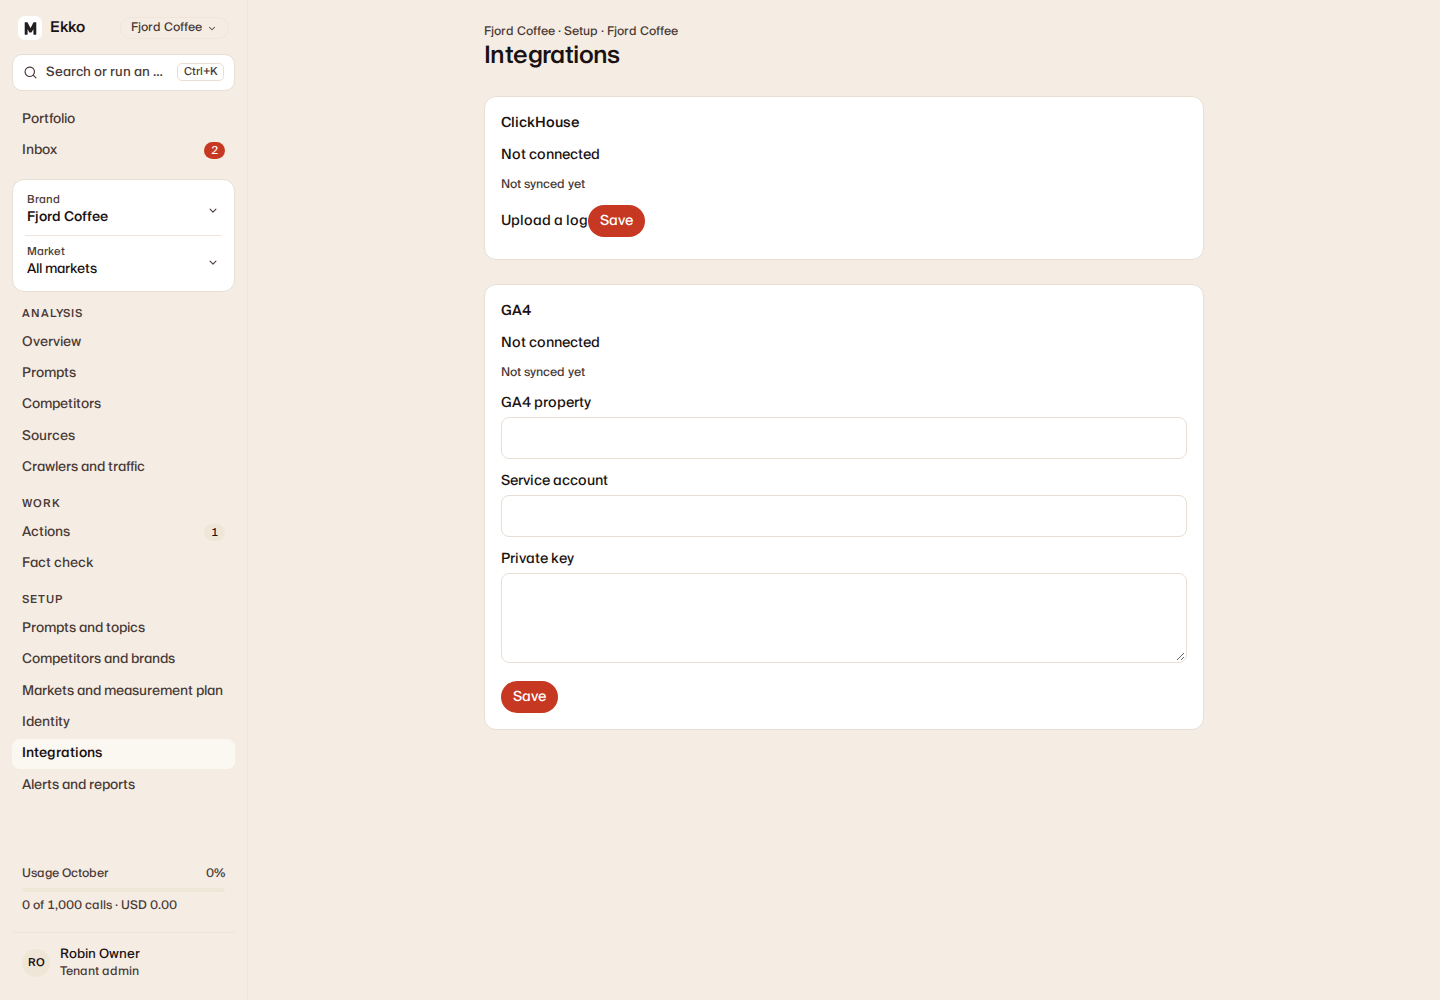 Ekko
Fjord Coffee
Search or run an ...
Ctrl+K
Portfolio
Inbox
2
Brand
Fjord Coffee
Market
All markets
ANALYSIS
Overview
Prompts
Competitors
Sources
Crawlers and traffic
WORK
Actions
1
Fact check
SETUP
Prompts and topics
Competitors and brands
Markets and measurement plan
Identity
Integrations
Alerts and reports
Usage October
0%
0 of 1,000 calls · USD 0.00
RO
Robin Owner
Tenant admin
Fjord Coffee · Setup · Fjord Coffee
Integrations
ClickHouse
Not connected
Not synced yet
Upload a log
Save
GA4
Not connected
Not synced yet
GA4 property
Service account
Private key
Save